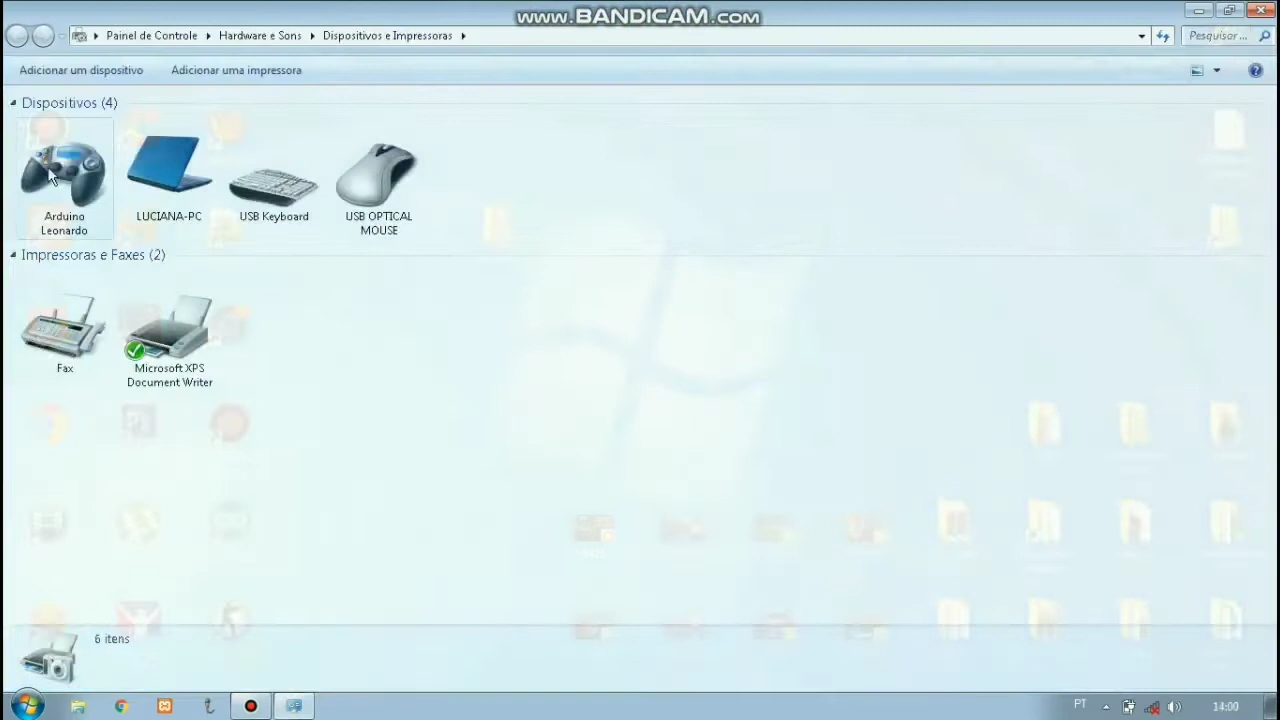 www.BANDICAM.com
Painel de Controle
Hardware e Sons
Dispositivos e Impressoras
Pesquisar ...
Adicionar um dispositivo
Adicionar uma impressora
Dispositivos (4)
Arduino
Leonardo
LUCIANA-PC
USB Keyboard
USB OPTICAL
MOUSE
Impressoras e Faxes (2)
Fax
Microsoft XPS
Document Writer
6 itens
PT
14:00